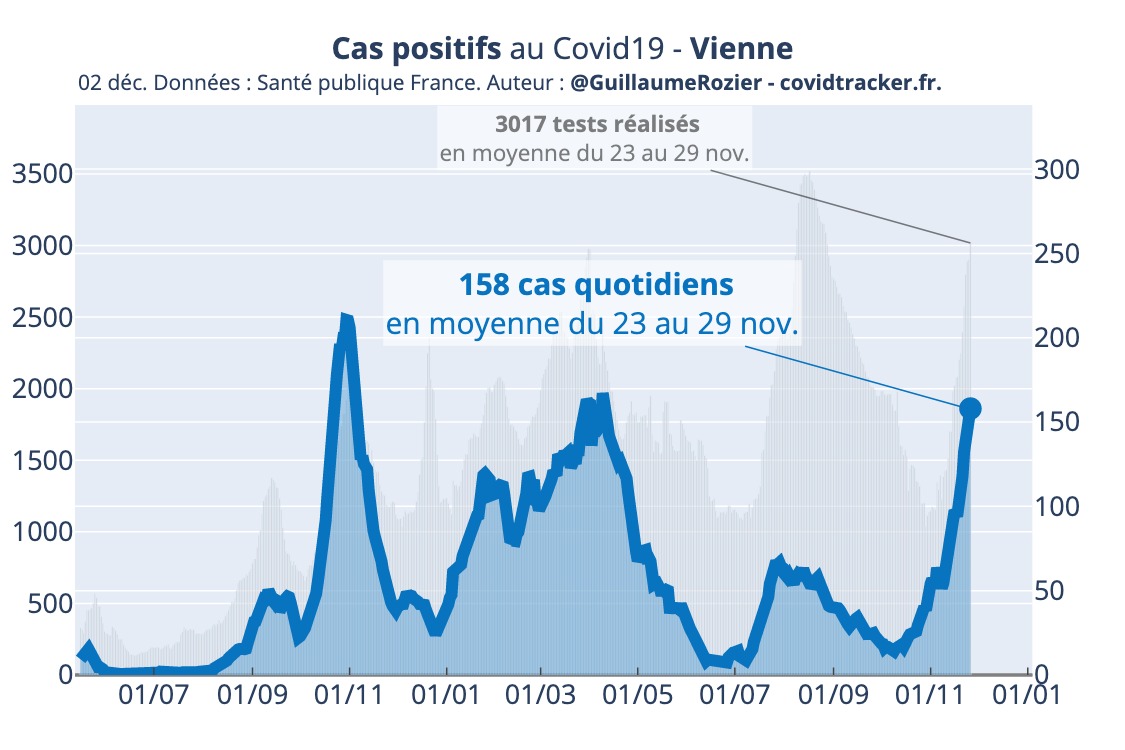 Cas positifs au Covid19 - Vienne
02 déc. Données : Santé publique France. Auteur : @GuillaumeRozier - covidtracker.fr.
3017 tests réalisés
en moyenne du 23 au 29 nov.
158 cas quotidiens
en moyenne du 23 au 29 nov.
3500
3000
2500
2000
1500
1000
500
0
300
250
200
150
100
50
0
01/07 01/09 01/11 01/01 01/03 01/05 01/07 01/09 01/11 01/01